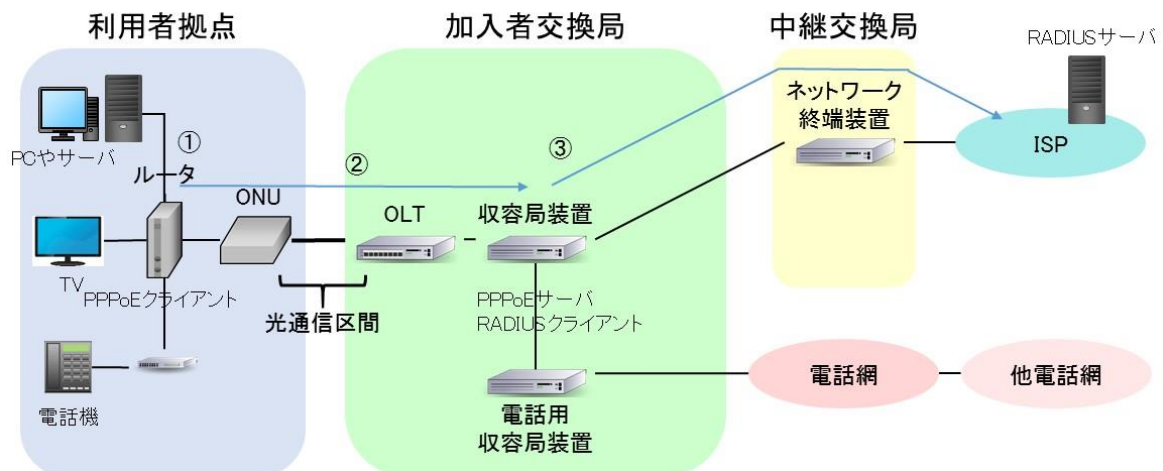 利用者拠点
加入者交換局
中継交換局
RADIUSサーバ
PCやサーバ
①
ルータ
ONU
TV
PPPoEクライアント
電話機
光通信区間
②
OLT
③
収容局装置
PPPoEサーバ
RADIUSクライアント
電話用
収容局装置
ネットワーク
終端装置
ISP
電話網
他電話網